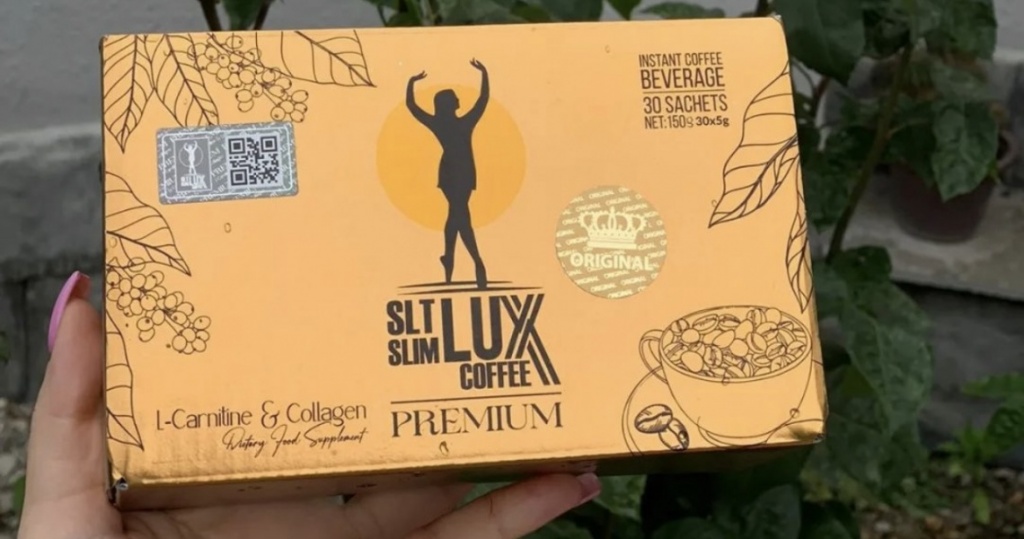 INSTANT COFFEE
BEVERAGE
30 SACHETS
NET:150g 30x5g
ORIGINAL
SLT
SLIM
LUX
COFFEE
PREMIUM
L-Carnitine & Collagen
Dietary Food Supplement